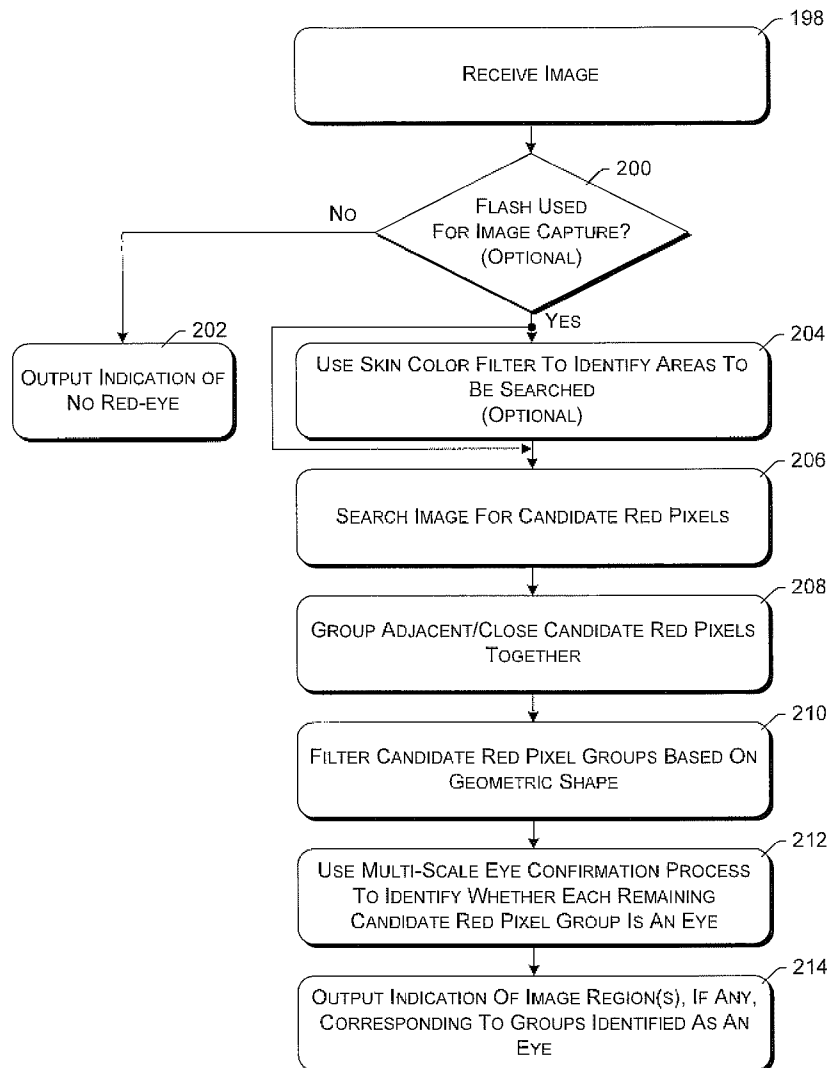 198
RECEIVE IMAGE
200
FLASH USED
FOR IMAGE CAPTURE?
(OPTIONAL)
NO
YES
202
OUTPUT INDICATION OF
NO RED-EYE
204
USE SKIN COLOR FILTER TO IDENTIFY AREAS TO
BE SEARCHED
(OPTIONAL)
206
SEARCH IMAGE FOR CANDIDATE RED PIXELS
208
GROUP ADJACENT/CLOSE CANDIDATE RED PIXELS
TOGETHER
210
FILTER CANDIDATE RED PIXEL GROUPS BASED ON
GEOMETRIC SHAPE
212
USE MULTI-SCALE EYE CONFIRMATION PROCESS
TO IDENTIFY WHETHER EACH REMAINING
CANDIDATE RED PIXEL GROUP IS AN EYE
214
OUTPUT INDICATION OF IMAGE REGION(S), IF ANY,
CORRESPONDING TO GROUPS IDENTIFIED AS AN
EYE